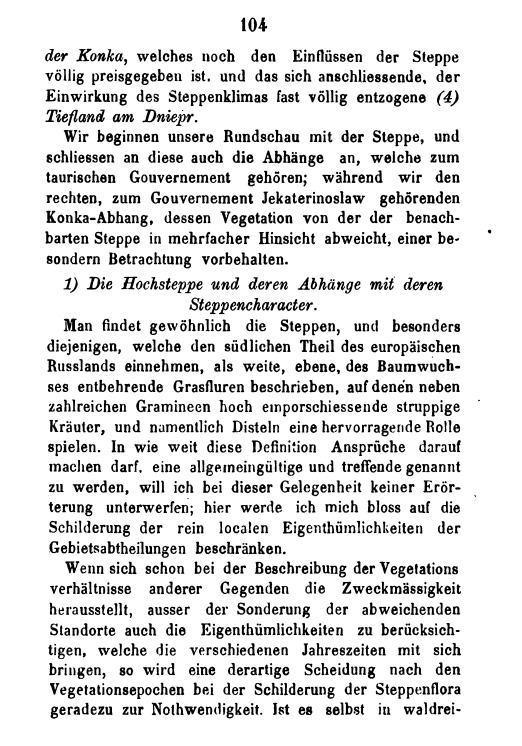 104
der Konka, welches noch den Einflüssen der Steppe
völlig preisgegeben ist, und das sich anschliessende, der
Einwirkung des Steppenklimas fast völlig entzogene (4)
Tiefland am Dniepr.
Wir beginnen unsere Rundschau mit der Steppe, und
schliessen an diese auch die Abhänge an, welche zum
taurischen Gouvernement gehören; während wir den
rechten, zum Gouvernement Jekaterinoslaw gehörenden
Konka-Abhang, dessen Vegetation von der der benach-
barten Steppe in mehrfacher Hinsicht abweicht, einer be-
sondern Betrachtung vorbehalten.
1) Die Hochsteppe und deren Abhänge mit deren
Steppencharacter.
Man findet gewöhnlich die Steppen, und besonders
diejenigen, welche den südlichen Theil des europäischen
Russlands einnehmen, als weite, ebene, des Baumwuch-
ses entbehrende Grasfluren beschrieben, auf denen neben
zahlreichen Gramineen hoch emporschiessende struppige
Kräuter, und namentlich Disteln eine hervorragende Rolle
spielen. In wie weit diese Definition Ansprüche darauf
machen darf, eine allgemeingültige und treffende genannt
zu werden, will ich bei dieser Gelegenheit keiner Erör-
terung unterwerfen; hier werde ich mich bloss auf die
Schilderung der rein localen Eigenthümlichkeiten der
Gebietsabtheilungen beschränken.
Wenn sich schon bei der Beschreibung der Vegetations
verhältnisse anderer Gegenden die Zweckmässigkeit
herausstellt, ausser der Sonderung der abweichenden
Standorte auch die Eigenthümlichkeiten zu berücksich-
tigen, welche die verschiedenen Jahreszeiten mit sich
bringen, so wird eine derartige Scheidung nach den
Vegetationsepochen bei der Schilderung der Steppenflora
geradezu zur Nothwendigkeit. Ist es selbst in waldrei-